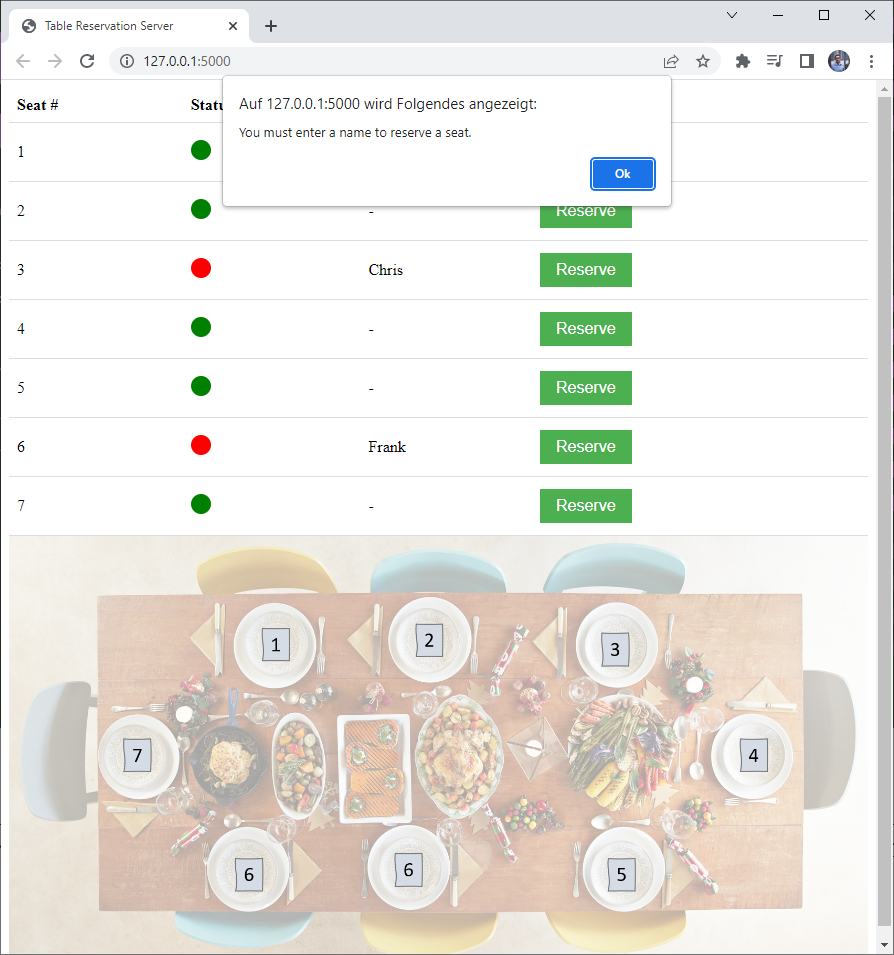 Table Reservation Server
127.0.0.1:5000
Auf 127.0.0.1:5000 wird Folgendes angezeigt:
You must enter a name to reserve a seat.
Ok
Seat # Statu
1
2 - Reserve
3 Chris Reserve
4 - Reserve
5 - Reserve
6 Frank Reserve
7 - Reserve
1 2 3
7 4
6 6 5